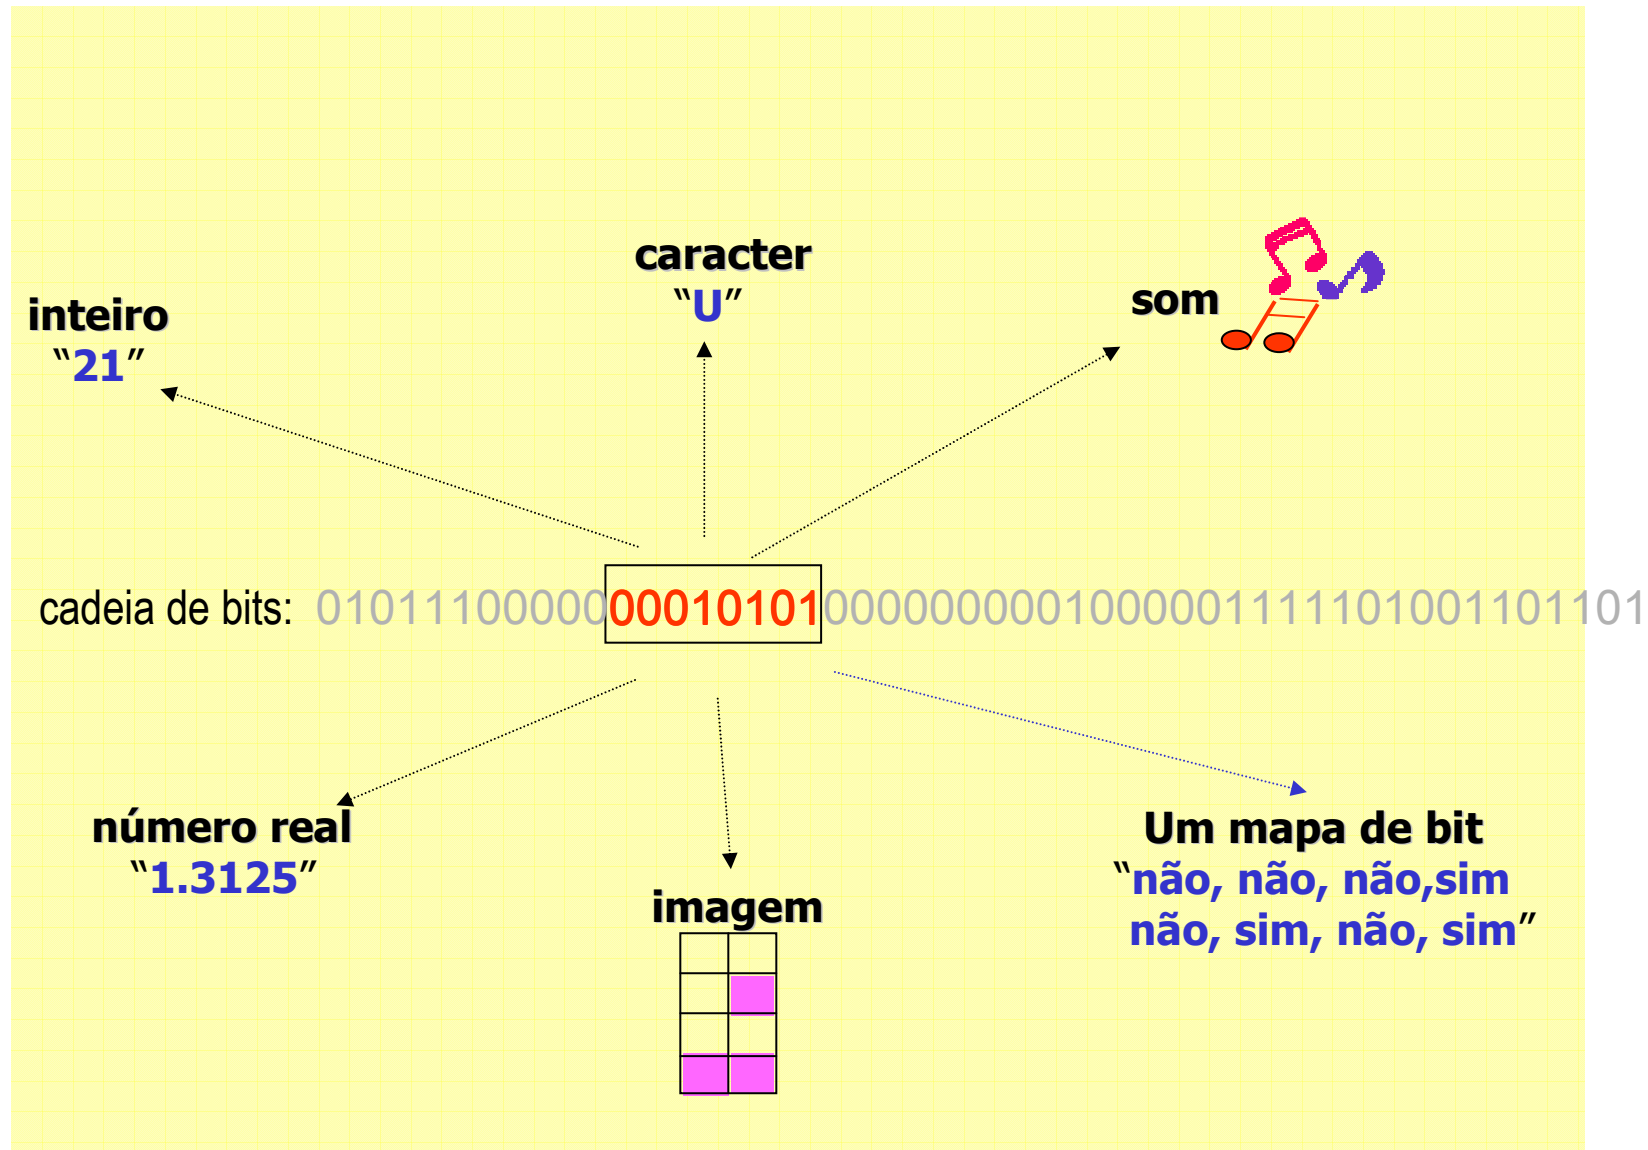 caracter
"U"
som
inteiro
"21"
cadeia de bits: 01011100000000101010000000001000001111101001101101
número real
"1.3125"
Um mapa de bit
"não, não, não,sim
não, sim, não, sim"
imagem